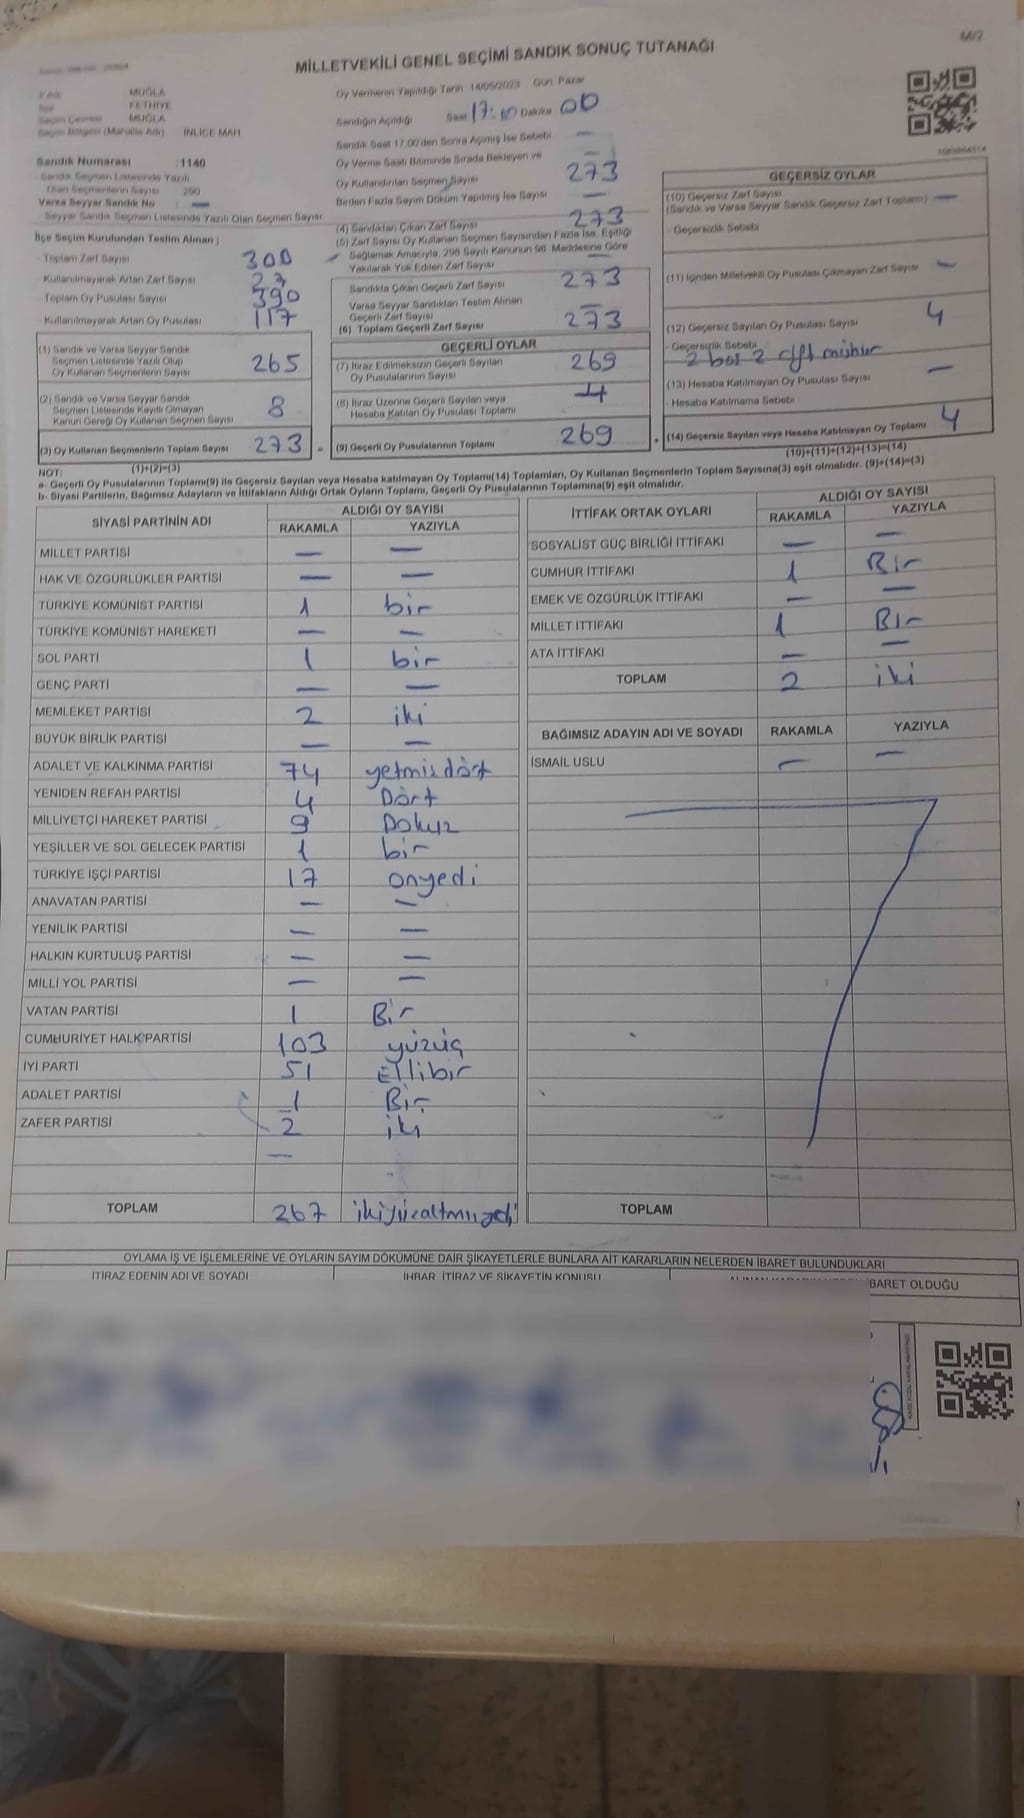 M/2
MİLLETVEKİLİ GENEL SEÇİMİ SANDIK SONUÇ TUTANAĞI
MUĞLA
İlçe FETHİYE
Seçim Çevresi MUĞLA
Seçim Bölgesi (Mahalle Adı) İNLİCE MAH
Sandık Numarası : 1140
Sandık Seçmen Listesinde Yazılı
Olan Seçmenlerin Sayısı
Varsa Seyyar Sandık No : —
Seyyar Sandık Seçmen Listesinde Yazılı Olan Seçmen Sayısı
Oy Vermenin Yapıldığı Tarih 14/05/2023 Gün Pazar
Sandığın Açıldığı Saat 17:10 Dakika 00
Sandık Saat 17:00'den Sonra Açılmış İse Sebebi —
Oy Verme Saati Bitiminde Sırada Bekleyen ve —
Oy Kullandırılan Seçmen Sayısı 273
Birden Fazla Sayım Döküm Yapılmış İse Sayısı —
(4) Sandıktan Çıkan Zarf Sayısı 273
(5) Zarf Sayısı Oy Kullanan Seçmen Sayısından Fazla İse, Eşitliği
Sağlamak Amacıyla, 298 Sayılı Kanunun 98. Maddesine Göre
Yakılarak Yok Edilen Zarf Sayısı —
İlçe Seçim Kurulundan Teslim Alınan ;
Toplam Zarf Sayısı 300
Kullanılmayarak Artan Zarf Sayısı 27
Toplam Oy Pusulası Sayısı 390
Kullanılmayarak Artan Oy Pusulası 117
(1) Sandık ve Varsa Seyyar Sandık
Seçmen Listesinde Yazılı Olup
Oy Kullanan Seçmenlerin Sayısı 265
(2) Sandık ve Varsa Seyyar Sandık
Seçmen Listesinde Kayıtlı Olmayan
Kanun Gereği Oy Kullanan Seçmen Sayısı 8
(3) Oy Kullanan Seçmenlerin Toplam Sayısı 273 =
(1)+(2)=(3)
Sandıkta Çıkan Geçerli Zarf Sayısı 273
Varsa Seyyar Sandıktan Teslim Alınan
Geçerli Zarf Sayısı —
(6) Toplam Geçerli Zarf Sayısı 273
GEÇERLİ OYLAR
(7) İtiraz Edilmeksizin Geçerli Sayılan
Oy Pusulalarının Sayısı 269
(8) İtiraz Üzerine Geçerli Sayılan veya
Hesaba Katılan Oy Pusulası Toplamı
(9) Geçerli Oy Pusulalarının Toplamı 269 +
GEÇERSİZ OYLAR
(10) Geçersiz Zarf Sayısı —
(Sandık ve Varsa Seyyar Sandık Geçersiz Zarf Toplamı)
- Geçersizlik Sebebi
(11) İçinden Milletvekili Oy Pusulası Çıkmayan Zarf Sayısı —
(12) Geçersiz Sayılan Oy Pusulası Sayısı 4
- Geçersizlik Sebebi
2 boş 2 çift mühür
(13) Hesaba Katılmayan Oy Pusulası Sayısı —
- Hesaba Katılmama Sebebi
(14) Geçersiz Sayılan veya Hesaba Katılmayan Oy Toplamı 4
(10)+(11)+(12)+(13)=(14)
NOT:
a- Geçerli Oy Pusulalarının Toplamı(9) ile Geçersiz Sayılan veya Hesaba katılmayan Oy Toplamı(14) Toplamları, Oy Kullanan Seçmenlerin Toplam Sayısına(3) eşit olmalıdır. (9)+(14)=(3)
b- Siyasi Partilerin, Bağımsız Adayların ve İttifakların Aldığı Ortak Oyların Toplamı, Geçerli Oy Pusulalarının Toplamına(9) eşit olmalıdır.
SİYASİ PARTİNİN ADI ALDIĞI OY SAYISI
RAKAMLA YAZIYLA
MİLLET PARTİSİ — —
HAK VE ÖZGÜRLÜKLER PARTİSİ — —
TÜRKİYE KOMÜNİST PARTİSİ 1 bir
TÜRKİYE KOMÜNİST HAREKETİ — —
SOL PARTİ 1 bir
GENÇ PARTİ — —
MEMLEKET PARTİSİ 2 iki
BÜYÜK BİRLİK PARTİSİ — —
ADALET VE KALKINMA PARTİSİ 74 yetmişdört
YENİDEN REFAH PARTİSİ 4 Dört
MİLLİYETÇİ HAREKET PARTİSİ 9 Dokuz
YEŞİLLER VE SOL GELECEK PARTİSİ 1 bir
TÜRKİYE İŞÇİ PARTİSİ 17 onyedi
ANAVATAN PARTİSİ — —
YENİLİK PARTİSİ — —
HALKIN KURTULUŞ PARTİSİ — —
MİLLİ YOL PARTİSİ — —
VATAN PARTİSİ 1 Bir
CUMHURİYET HALK PARTİSİ 103 yüzüç
İYİ PARTİ 51 Ellibir
ADALET PARTİSİ 1 Bir
ZAFER PARTİSİ 2 iki
—
TOPLAM 267 ikiyüzaltmışyedi
İTTİFAK ORTAK OYLARI ALDIĞI OY SAYISI
RAKAMLA YAZIYLA
SOSYALİST GÜÇ BİRLİĞİ İTTİFAKI — —
CUMHUR İTTİFAKI 1 Bir
EMEK VE ÖZGÜRLÜK İTTİFAKI — —
MİLLET İTTİFAKI 1 Bir
ATA İTTİFAKI — —
TOPLAM 2 iki
BAĞIMSIZ ADAYIN ADI VE SOYADI RAKAMLA YAZIYLA
İSMAİL USLU — —
TOPLAM
OYLAMA İŞ VE İŞLEMLERİNE VE OYLARIN SAYIM DÖKÜMÜNE DAİR ŞİKAYETLERLE BUNLARA AİT KARARLARIN NELERDEN İBARET BULUNDUKLARI
İTİRAZ EDENİN ADI VE SOYADI İHBAR, İTİRAZ VE ŞİKAYETİN KONUSU İBARET OLDUĞU